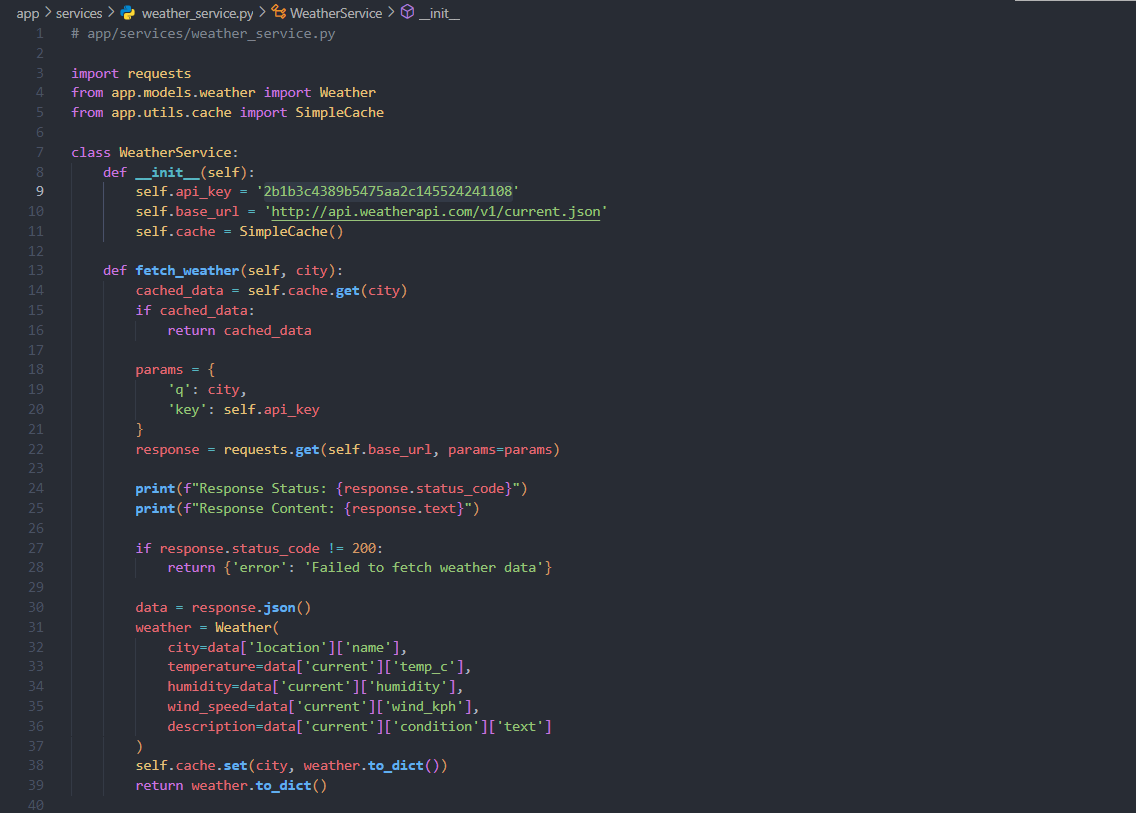 app > services > weather_service.py > WeatherService > __init__
1 # app/services/weather_service.py
2
3 import requests
4 from app.models.weather import Weather
5 from app.utils.cache import SimpleCache
6
7 class WeatherService:
8     def __init__(self):
9         self.api_key = '2b1b3c4389b5475aa2c145524241108'
10         self.base_url = 'http://api.weatherapi.com/v1/current.json'
11         self.cache = SimpleCache()
12
13     def fetch_weather(self, city):
14         cached_data = self.cache.get(city)
15         if cached_data:
16             return cached_data
17
18         params = {
19             'q': city,
20             'key': self.api_key
21         }
22         response = requests.get(self.base_url, params=params)
23
24         print(f"Response Status: {response.status_code}")
25         print(f"Response Content: {response.text}")
26
27         if response.status_code != 200:
28             return {'error': 'Failed to fetch weather data'}
29
30         data = response.json()
31         weather = Weather(
32             city=data['location']['name'],
33             temperature=data['current']['temp_c'],
34             humidity=data['current']['humidity'],
35             wind_speed=data['current']['wind_kph'],
36             description=data['current']['condition']['text']
37         )
38         self.cache.set(city, weather.to_dict())
39         return weather.to_dict()
40